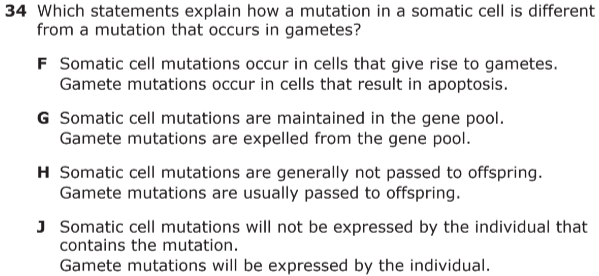 34 Which statements explain how a mutation in a somatic cell is different
from a mutation that occurs in gametes?
F Somatic cell mutations occur in cells that give rise to gametes.
Gamete mutations occur in cells that result in apoptosis.
G Somatic cell mutations are maintained in the gene pool.
Gamete mutations are expelled from the gene pool.
H Somatic cell mutations are generally not passed to offspring.
Gamete mutations are usually passed to offspring.
J Somatic cell mutations will not be expressed by the individual that
contains the mutation.
Gamete mutations will be expressed by the individual.